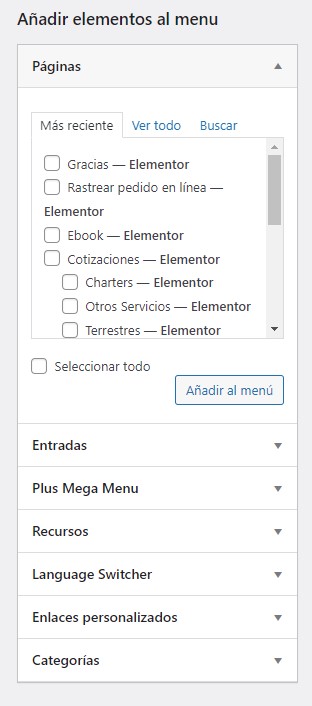 Añadir elementos al menu
Páginas
Más reciente Ver todo Buscar
Gracias — Elementor
Rastrear pedido en línea —
Elementor
Ebook — Elementor
Cotizaciones — Elementor
Charters — Elementor
Otros Servicios — Elementor
Terrestres — Elementor
Seleccionar todo
Añadir al menú
Entradas
Plus Mega Menu
Recursos
Language Switcher
Enlaces personalizados
Categorías